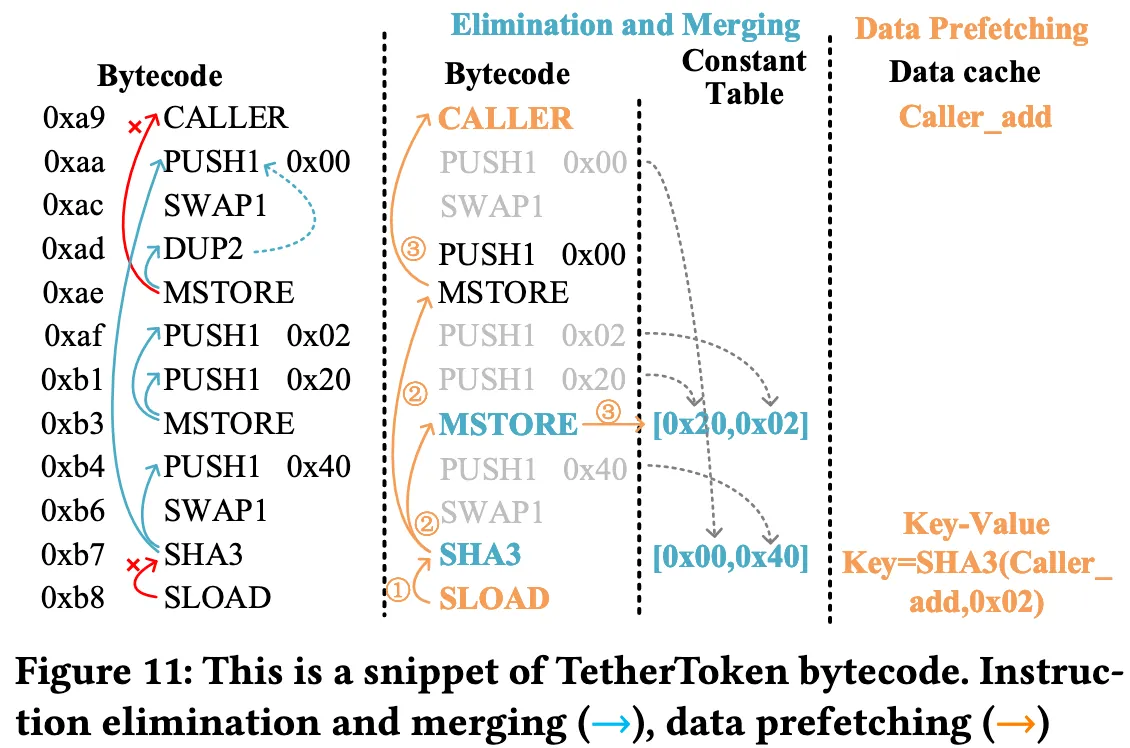 Elimination and Merging Data Prefetching
Bytecode Bytecode Constant Table Data cache
0xa9 CALLER CALLER Caller_add
0xaa PUSH1 0x00 PUSH1 0x00
0xac SWAP1 SWAP1
0xad DUP2 ③ PUSH1 0x00
0xae MSTORE MSTORE
0xaf PUSH1 0x02 PUSH1 0x02
0xb1 PUSH1 0x20 ② PUSH1 0x20
0xb3 MSTORE MSTORE ③ [0x20,0x02]
0xb4 PUSH1 0x40 PUSH1 0x40
0xb6 SWAP1 ② SWAP1 Key-Value
0xb7 SHA3 SHA3 [0x00,0x40] Key=SHA3(Caller_
0xb8 SLOAD ① SLOAD add,0x02)
Figure 11: This is a snippet of TetherToken bytecode. Instruc-
tion elimination and merging (→), data prefetching (→)